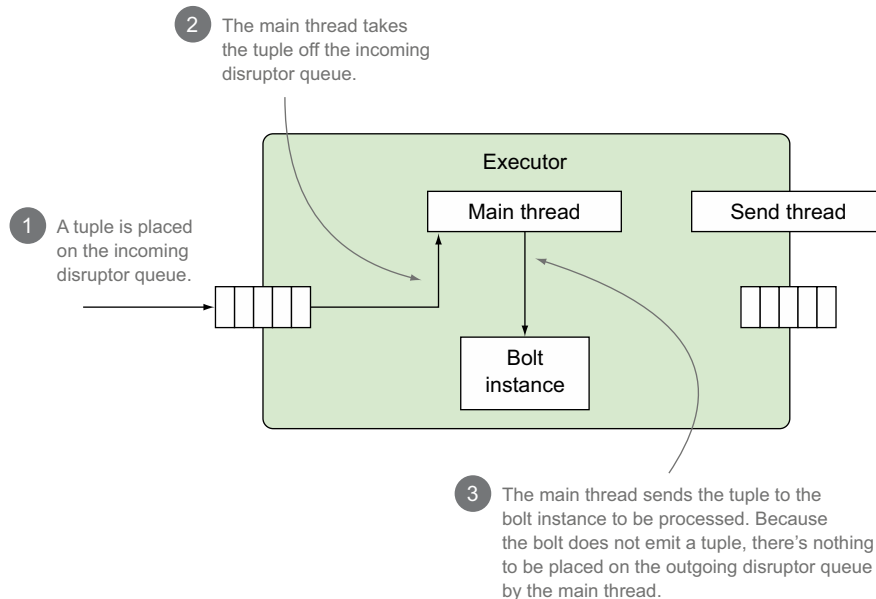 2
The main thread takes
the tuple off the incoming
disruptor queue.
Executor
Main thread
Send thread
1
A tuple is placed
on the incoming
disruptor queue.
Bolt
instance
3
The main thread sends the tuple to the
bolt instance to be processed. Because
the bolt does not emit a tuple, there’s nothing
to be placed on the outgoing disruptor queue
by the main thread.